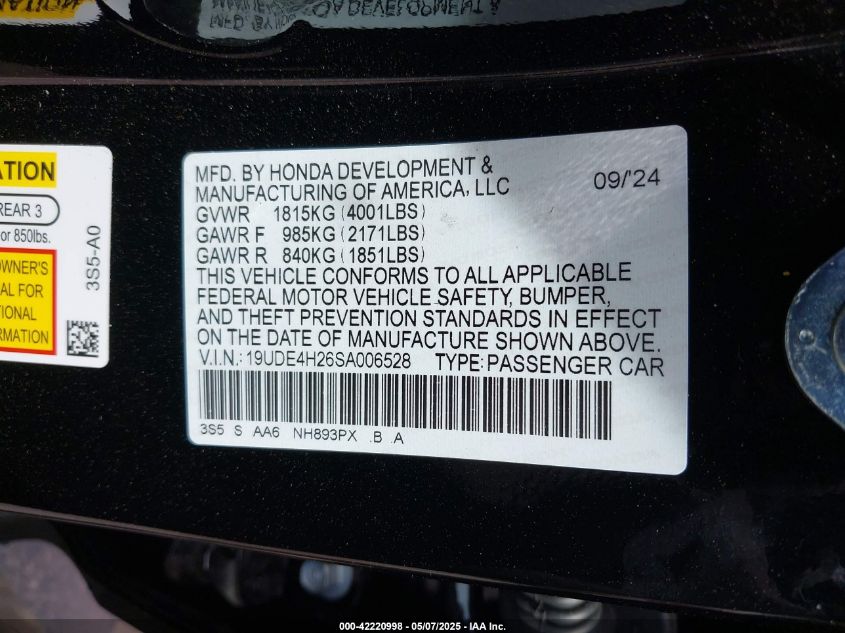 DEVELOPMENT &
ATION
REAR 3
or 850lbs.
OWNER'S
AL FOR
TIONAL
RMATION
3S5-A0
MFD. BY HONDA DEVELOPMENT &
MANUFACTURING OF AMERICA, LLC 09/'24
GVWR 1815KG (4001LBS)
GAWR F 985KG (2171LBS)
GAWR R 840KG (1851LBS)
THIS VEHICLE CONFORMS TO ALL APPLICABLE
FEDERAL MOTOR VEHICLE SAFETY, BUMPER,
AND THEFT PREVENTION STANDARDS IN EFFECT
ON THE DATE OF MANUFACTURE SHOWN ABOVE.
V.I.N.: 19UDE4H26SA006528 TYPE: PASSENGER CAR
3S5 S AA6 NH893PX .B .A
000-42220998 - 05/07/2025 - IAA Inc.